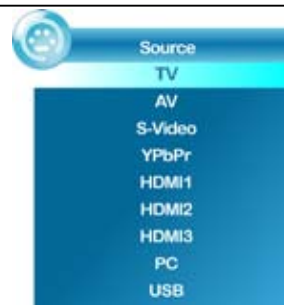 Source
TV
AV
S-Video
YPbPr
HDMI1
HDMI2
HDMI3
PC
USB